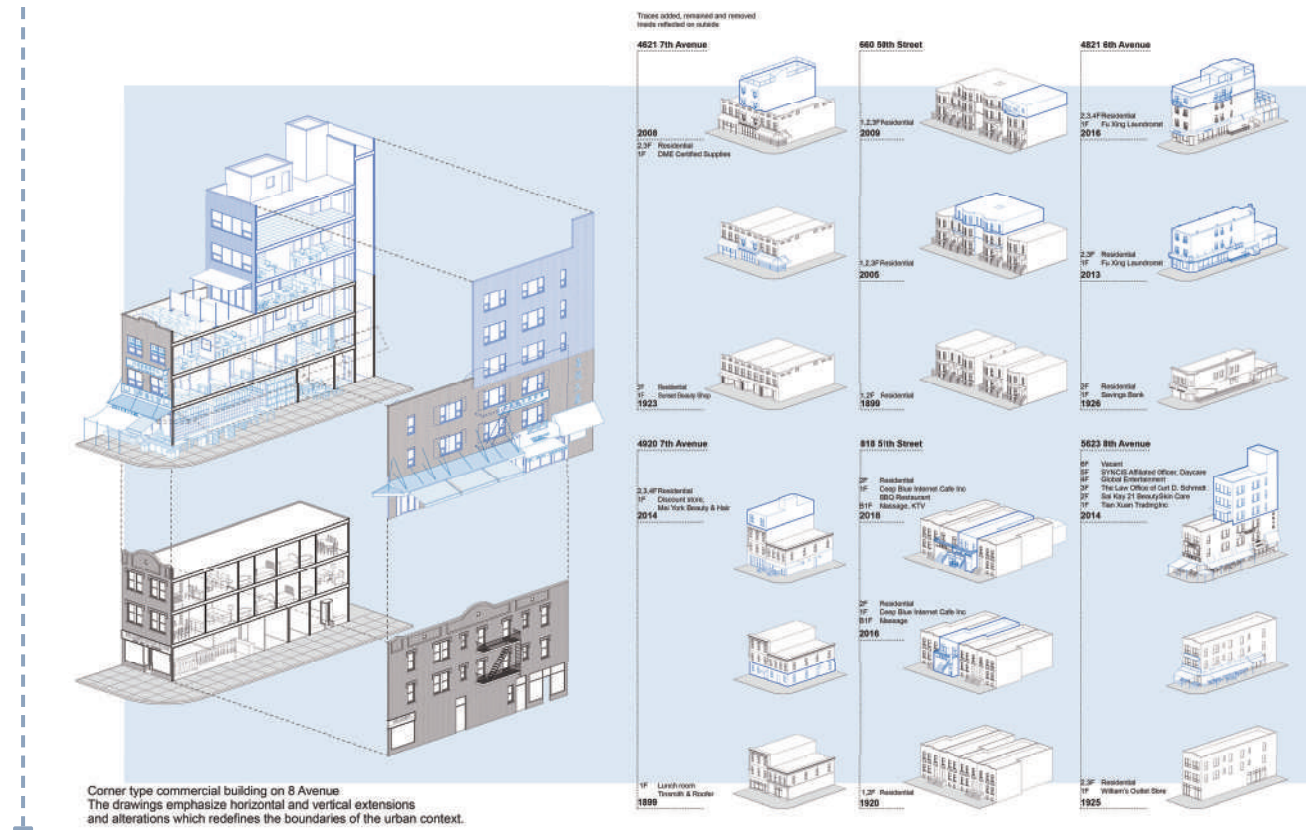 Traces added, remained and removed
Inside reflected on outside
4621 7th Avenue
2008
2,3F Residential
1F DME Certified Supplies
2F Residential
1F Sunset Beauty Shop
1923
660 50th Street
1,2,3F Residential
2009
1,2,3F Residential
2005
1,2F Residential
1899
4821 6th Avenue
2,3,4F Residential
1F Fu Xing Laundromat
2016
2,3F Residential
1F Fu Xing Laundromat
2013
2F Residential
1F Savings Bank
1926
4920 7th Avenue
2,3,4F Residential
1F Discount store,
Mei York Beauty & Hair
2014
1F Lunch room
Tinsmith & Roofer
1899
818 51th Street
2F Residential
1F Deep Blue Internet Cafe Inc
BBQ Restaurant
B1F Massage, KTV
2018
2F Residential
1F Deep Blue Internet Cafe Inc
B1F Massage
2016
1,2F Residential
1920
5623 8th Avenue
6F Vacant
5F SYNCIS Affiliated Officer, Daycare
4F Global Entertainment
3F The Law Office of Curt D. Schmidt
2F Sai Kay 21 BeautySkin Care
1F Tian Xuan TradingInc
2014
2,3F Residential
1F William's Outlet Store
1925
Corner type commercial building on 8 Avenue
The drawings emphasize horizontal and vertical extensions
and alterations which redefines the boundaries of the urban context.